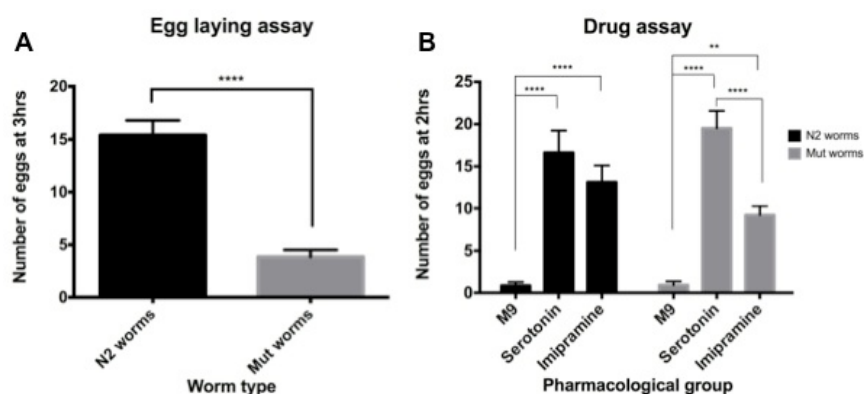 A
Egg laying assay
Number of eggs at 3hrs
20
15
10
5
0
****
N2 worms
Mut worms
Worm type
B
Drug assay
Number of eggs at 2hrs
25
20
15
10
5
0
**
****
****
****
****
M9
Serotonin
Imipramine
M9
Serotonin
Imipramine
Pharmacological group
N2 worms
Mut worms